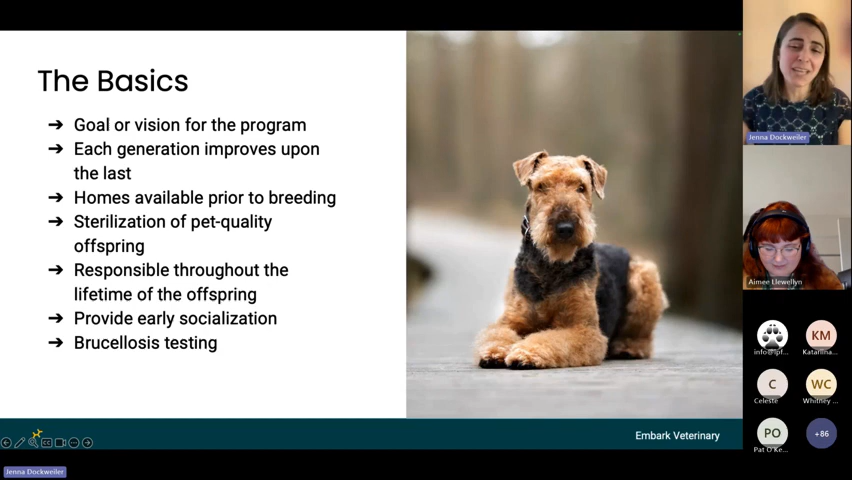 The Basics
➔ Goal or vision for the program
➔ Each generation improves upon
the last
➔ Homes available prior to breeding
➔ Sterilization of pet-quality
offspring
➔ Responsible throughout the
lifetime of the offspring
➔ Provide early socialization
➔ Brucellosis testing
Embark Veterinary
Jenna Dockweiler
Jenna Dockweiler
Aimee Llewellyn
info@ipf...
KM
Katariina...
C
Celeste
WC
Whitney ...
PO
Pat O'Ke...
+86